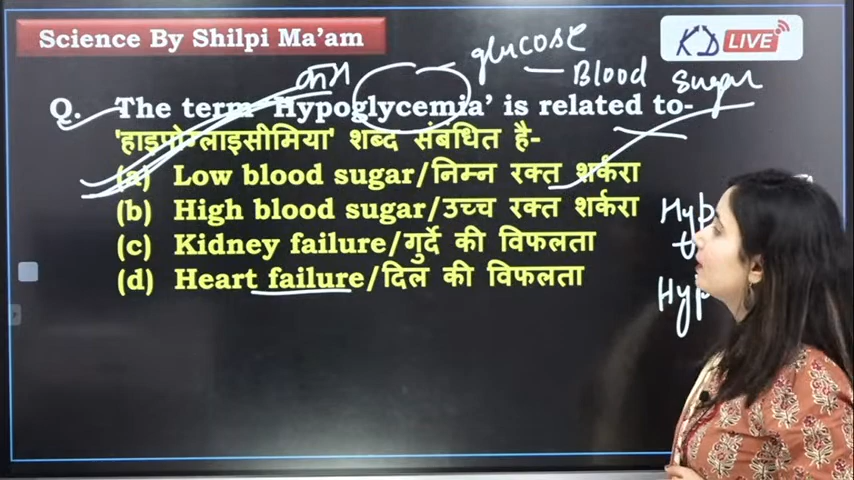 Science By Shilpi Ma'am
KD LIVE
glucose
कम
Blood sugar
Q. The term 'Hypoglycemia' is related to-
'हाइपोग्लाइसीमिया' शब्द संबधित है-
(a) Low blood sugar/निम्न रक्त शर्करा
(b) High blood sugar/उच्च रक्त शर्करा
(c) Kidney failure/गुर्दे की विफलता
(d) Heart failure/दिल की विफलता
Hyp
Hyp